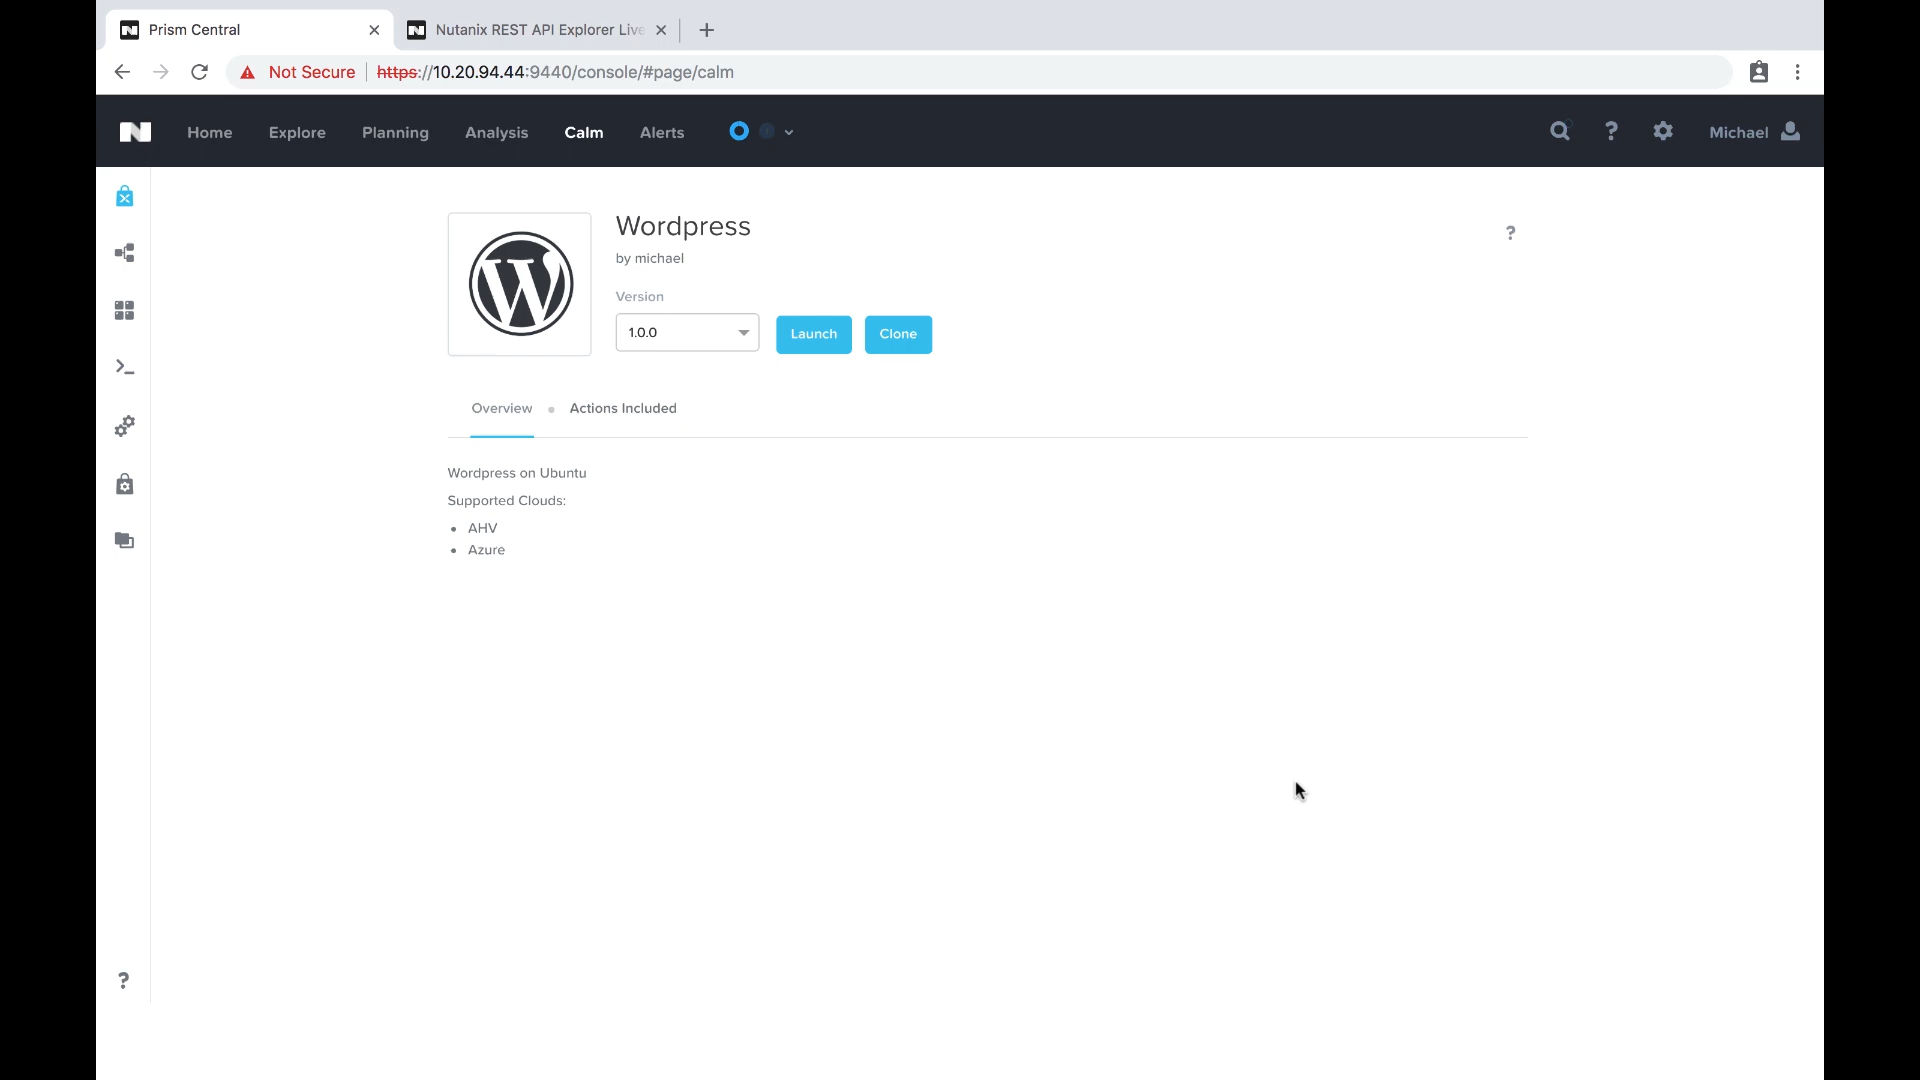 Prism Central
Nutanix REST API Explorer Live
Not Secure https://10.20.94.44:9440/console/#page/calm
Home Explore Planning Analysis Calm Alerts ? Michael
Wordpress
?
by michael
Version
1.0.0 Launch Clone
Overview Actions Included
Wordpress on Ubuntu
Supported Clouds:
• AHV
• Azure
?